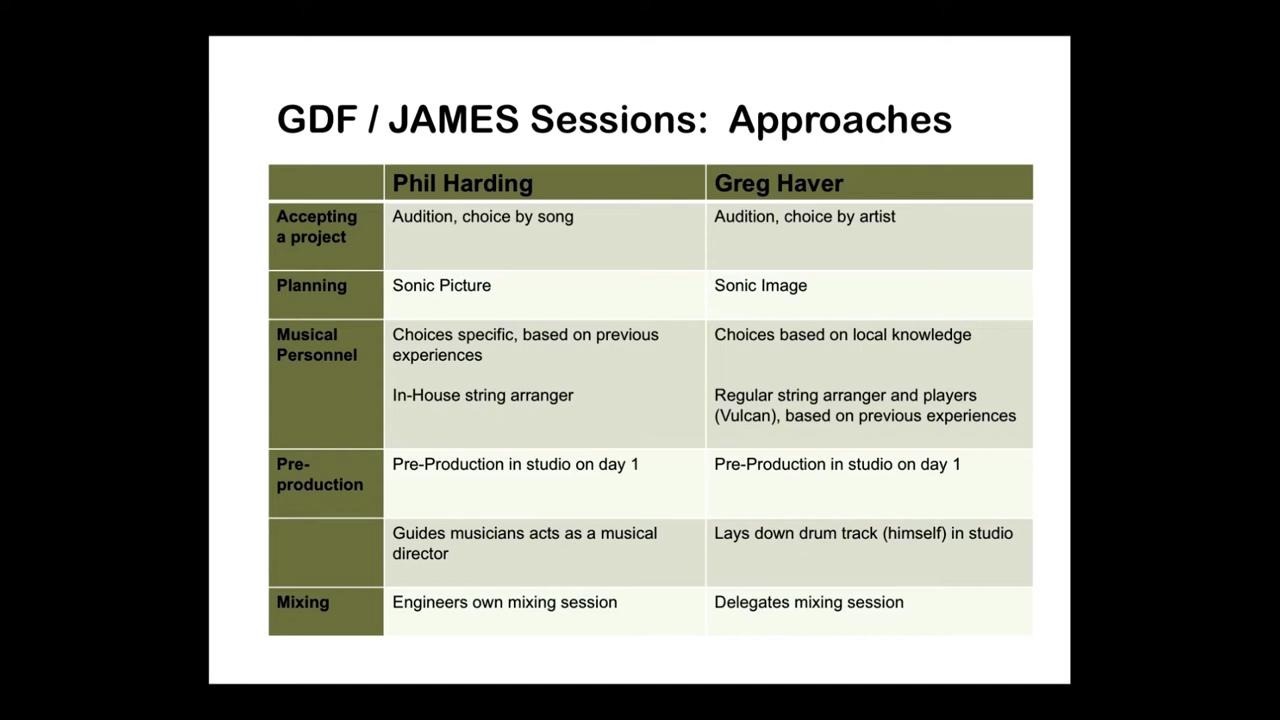 GDF / JAMES Sessions:  Approaches
Phil Harding
Greg Haver
Accepting
a project
Audition, choice by song
Audition, choice by artist
Planning
Sonic Picture
Sonic Image
Musical
Personnel
Choices specific, based on previous
experiences
In-House string arranger
Choices based on local knowledge
Regular string arranger and players
(Vulcan), based on previous experiences
Pre-
production
Pre-Production in studio on day 1
Pre-Production in studio on day 1
Guides musicians acts as a musical
director
Lays down drum track (himself) in studio
Mixing
Engineers own mixing session
Delegates mixing session